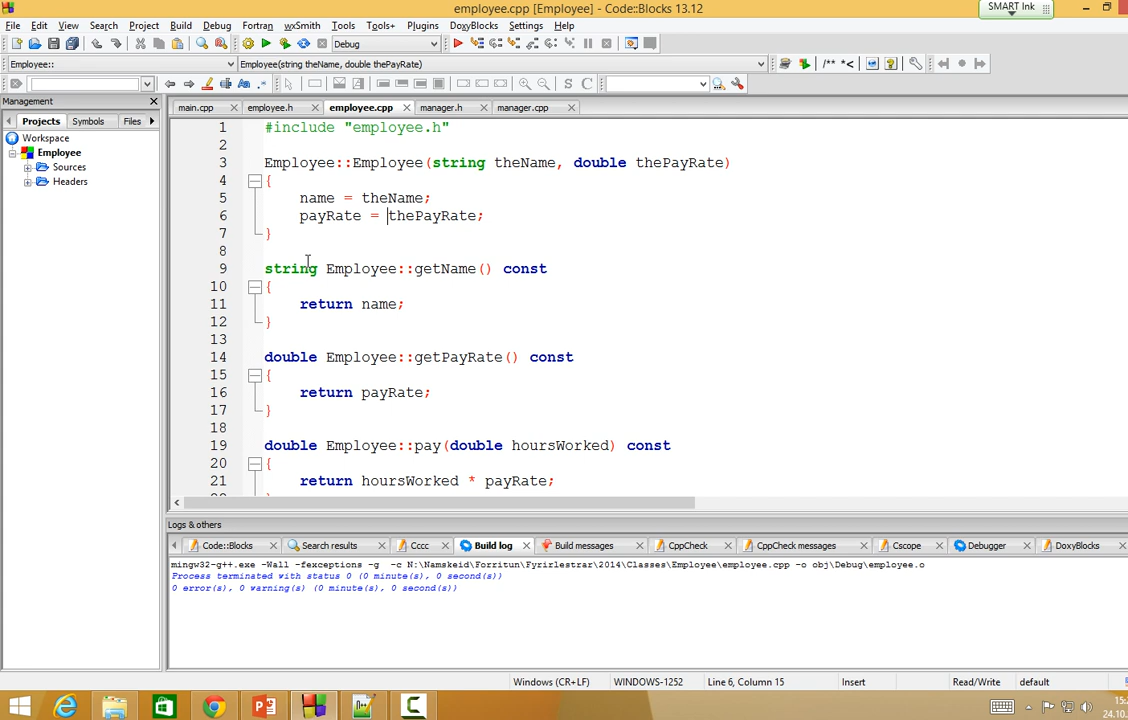 employee.cpp [Employee] - Code::Blocks 13.12
SMART Ink
File Edit View Search Project Build Debug Fortran wxSmith Tools Tools+ Plugins DoxyBlocks Settings Help
Debug
Employee:: Employee(string theName, double thePayRate)
/** *<
Aa .* S C
Management
main.cpp employee.h employee.cpp manager.h manager.cpp
Projects Symbols Files
Workspace
Employee
Sources
Headers
1 #include "employee.h"
2
3 Employee::Employee(string theName, double thePayRate)
4 {
5 name = theName;
6 payRate = thePayRate;
7 }
8
9 string Employee::getName() const
10 {
11 return name;
12 }
13
14 double Employee::getPayRate() const
15 {
16 return payRate;
17 }
18
19 double Employee::pay(double hoursWorked) const
20 {
21 return hoursWorked * payRate;
Logs & others
Code::Blocks Search results Cccc Build log Build messages CppCheck CppCheck messages Cscope Debugger DoxyBlocks
mingw32-g++.exe -Wall -fexceptions -g -c N:\Namskeid\Forritun\Fyrirlestrar\2014\Classes\Employee\employee.cpp -o obj\Debug\employee.o
Process terminated with status 0 (0 minute(s), 0 second(s))
0 error(s), 0 warning(s) (0 minute(s), 0 second(s))
Windows (CR+LF) WINDOWS-1252 Line 6, Column 15 Insert Read/Write default
24.10.